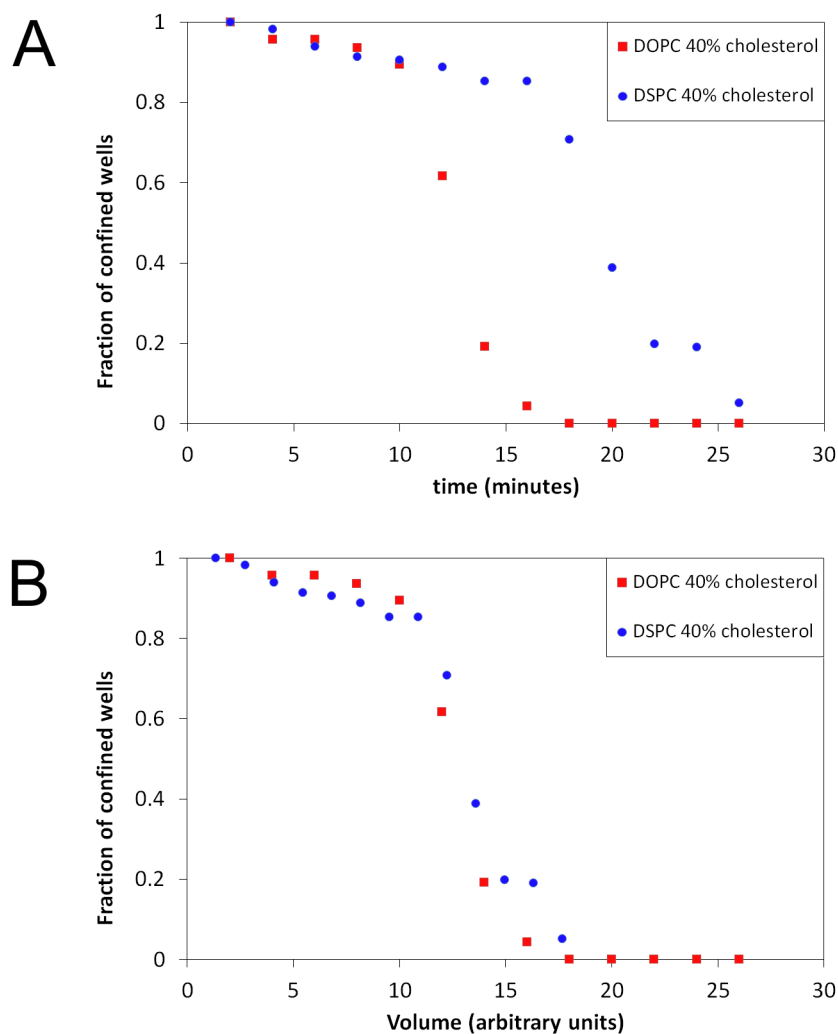 A
Fraction of confined wells
1
0.8
0.6
0.4
0.2
0
0 5 10 15 20 25 30
time (minutes)
DOPC 40% cholesterol
DSPC 40% cholesterol
B
Fraction of confined wells
1
0.8
0.6
0.4
0.2
0
0 5 10 15 20 25 30
Volume (arbitrary units)
DOPC 40% cholesterol
DSPC 40% cholesterol